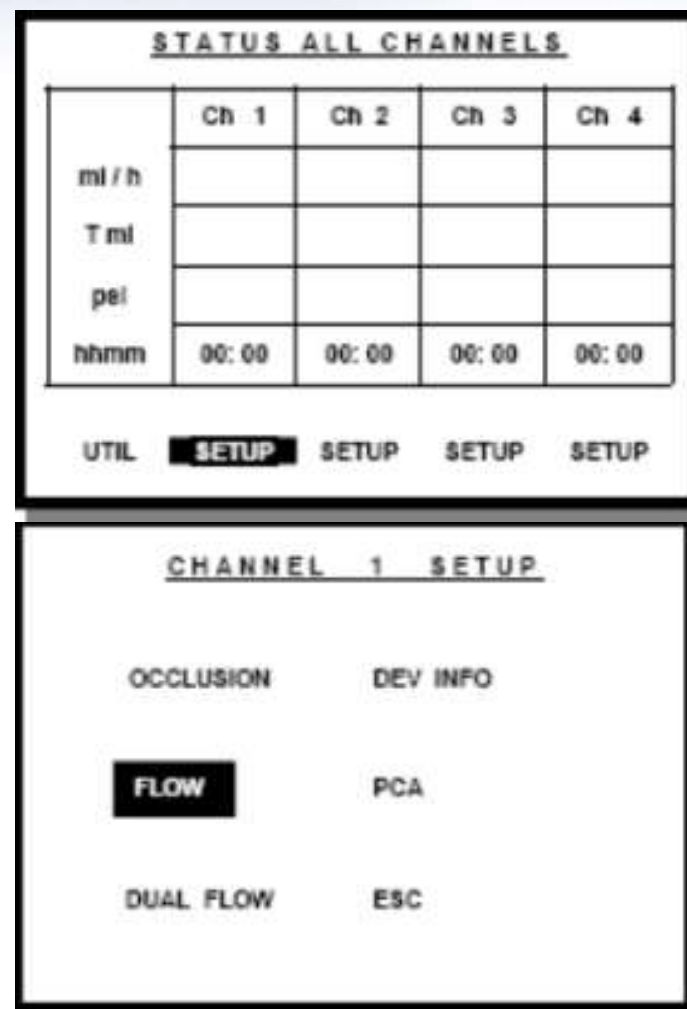 STATUS ALL CHANNELS
Ch 1 Ch 2 Ch 3 Ch 4
ml / h
T ml
psi
hhmm 00: 00 00: 00 00: 00 00: 00
UTIL SETUP SETUP SETUP SETUP
CHANNEL 1 SETUP
OCCLUSION DEV INFO
FLOW PCA
DUAL FLOW ESC